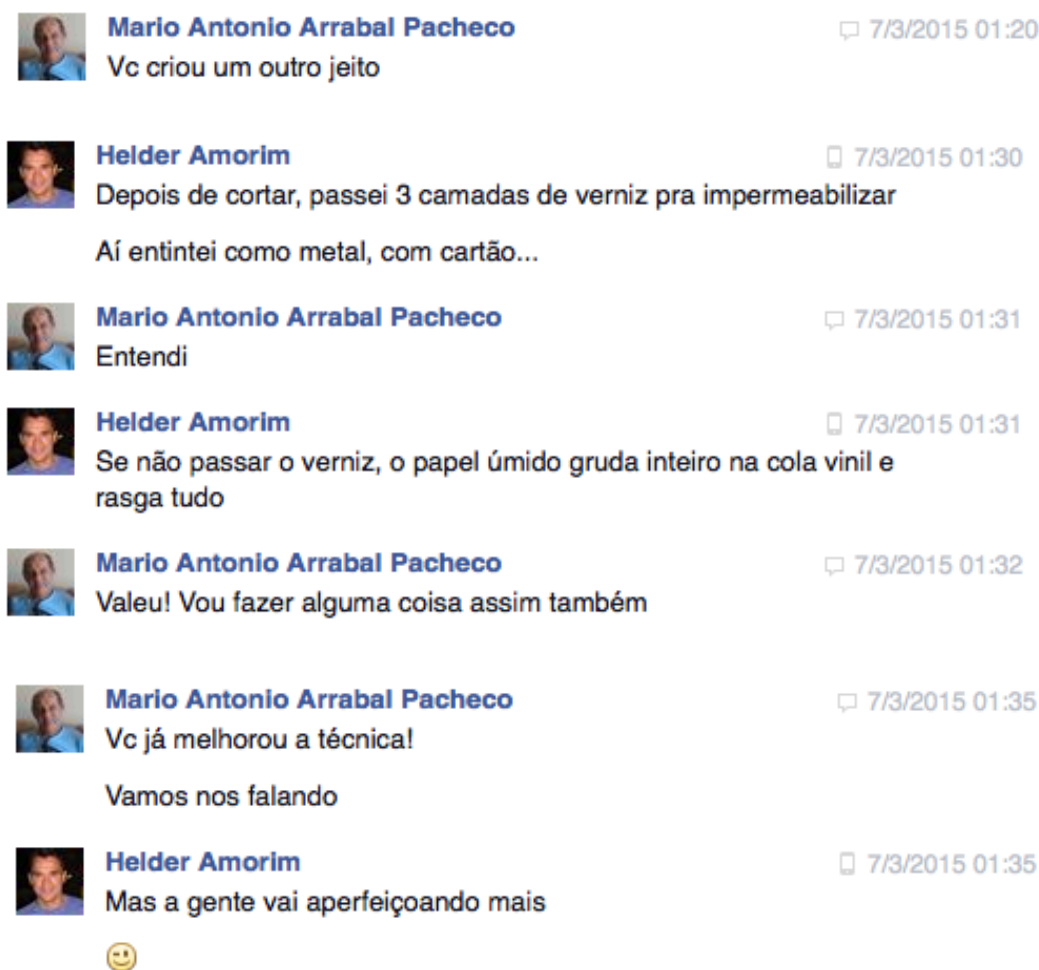 Mario Antonio Arrabal Pacheco 7/3/2015 01:20
Vc criou um outro jeito
Helder Amorim 7/3/2015 01:30
Depois de cortar, passei 3 camadas de verniz pra impermeabilizar
Aí entintei como metal, com cartão...
Mario Antonio Arrabal Pacheco 7/3/2015 01:31
Entendi
Helder Amorim 7/3/2015 01:31
Se não passar o verniz, o papel úmido gruda inteiro na cola vinil e
rasga tudo
Mario Antonio Arrabal Pacheco 7/3/2015 01:32
Valeu! Vou fazer alguma coisa assim também
Mario Antonio Arrabal Pacheco 7/3/2015 01:35
Vc já melhorou a técnica!
Vamos nos falando
Helder Amorim 7/3/2015 01:35
Mas a gente vai aperfeiçoando mais